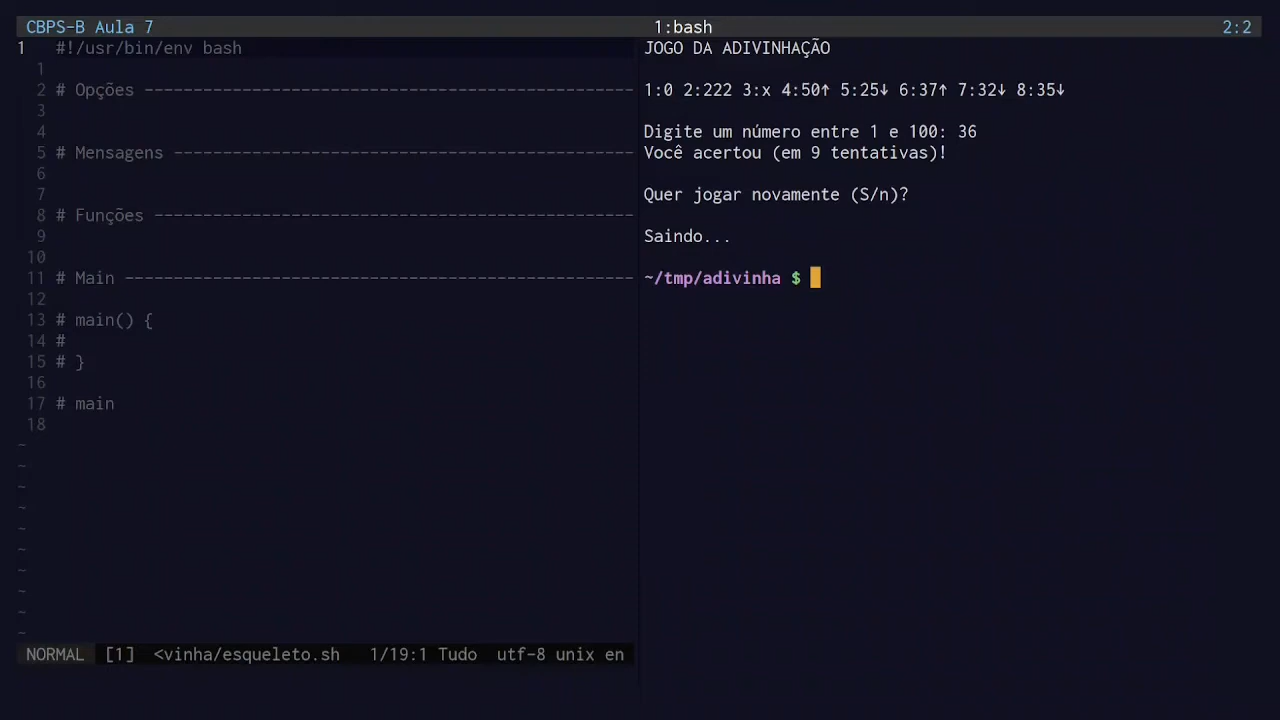 CBPS-B Aula 7 1:bash 2:2
1 #!/usr/bin/env bash
1
2 # Opções --------------------------------------------------
3
4
5 # Mensagens -----------------------------------------------
6
7
8 # Funções -------------------------------------------------
9
10
11 # Main ----------------------------------------------------
12
13 # main() {
14 #
15 # }
16
17 # main
18
~
~
~
~
~
~
~
~
~
~
NORMAL [1] <vinha/esqueleto.sh 1/19:1 Tudo utf-8 unix en
JOGO DA ADIVINHAÇÃO
1:0 2:222 3:x 4:50↑ 5:25↓ 6:37↑ 7:32↓ 8:35↓
Digite um número entre 1 e 100: 36
Você acertou (em 9 tentativas)!
Quer jogar novamente (S/n)?
Saindo...
~/tmp/adivinha $